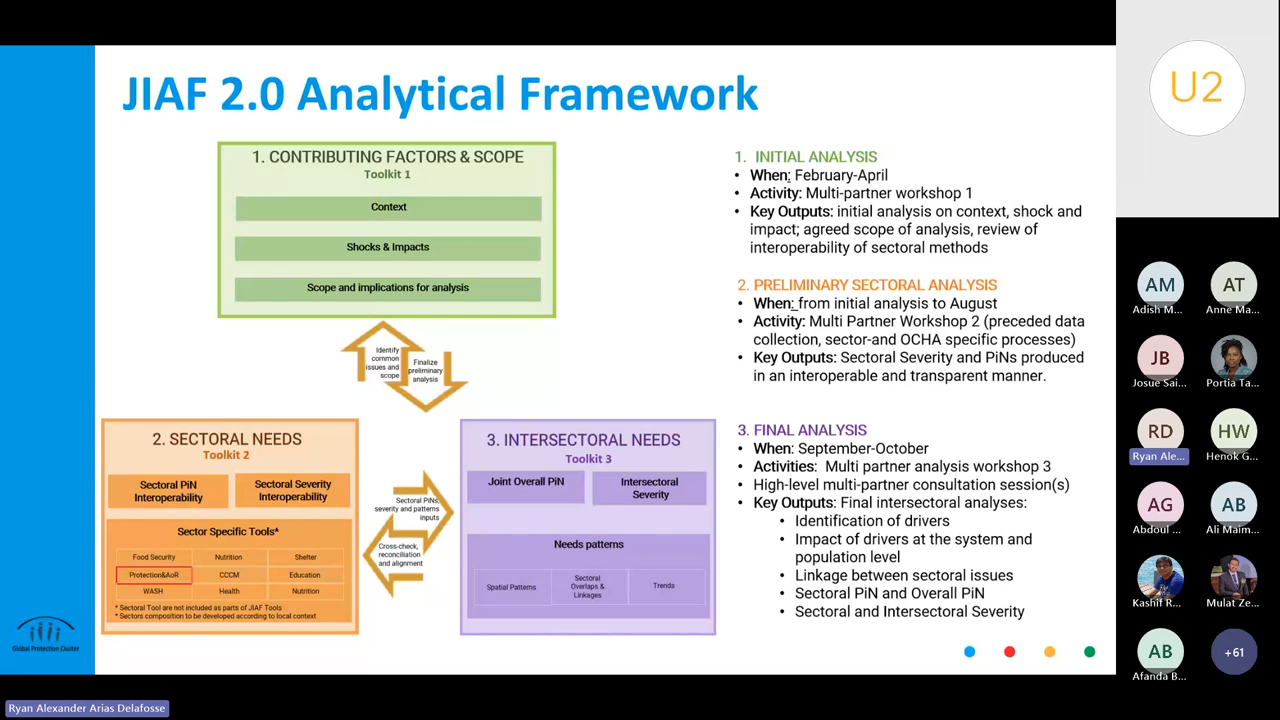 JIAF 2.0 Analytical Framework
1. CONTRIBUTING FACTORS & SCOPE
Toolkit 1
Context
Shocks & Impacts
Scope and implications for analysis
Identify
common
issues and
scope
Finalize
preliminary
analysis
2. SECTORAL NEEDS
Toolkit 2
Sectoral PiN
Interoperability
Sectoral Severity
Interoperability
Sector Specific Tools*
Food Security
Nutrition
Shelter
Protection&AoR
CCCM
Education
WASH
Health
Nutrition
* Sectoral Tool are not included as parts of JIAF Tools
* Sectors composition to be developed according to local context
Sectoral PiNs,
severity and patterns
inputs
Cross-check,
reconciliation
and alignment
3. INTERSECTORAL NEEDS
Toolkit 3
Joint Overall PiN
Intersectoral
Severity
Needs patterns
Spatial Patterns
Sectoral
Overlaps &
Linkages
Trends
1. INITIAL ANALYSIS
• When: February-April
• Activity: Multi-partner workshop 1
• Key Outputs: initial analysis on context, shock and
impact; agreed scope of analysis, review of
interoperability of sectoral methods
2. PRELIMINARY SECTORAL ANALYSIS
• When: from initial analysis to August
• Activity: Multi Partner Workshop 2 (preceded data
collection, sector-and OCHA specific processes)
• Key Outputs: Sectoral Severity and PiNs produced
in an interoperable and transparent manner.
3. FINAL ANALYSIS
• When: September-October
• Activities: Multi partner analysis workshop 3
• High-level multi-partner consultation session(s)
• Key Outputs: Final intersectoral analyses:
• Identification of drivers
• Impact of drivers at the system and
population level
• Linkage between sectoral issues
• Sectoral PiN and Overall PiN
• Sectoral and Intersectoral Severity
Global Protection Cluster
Ryan Alexander Arias Delafosse
U2
AM
Adish M...
AT
Anne Ma...
JB
Josue Sai...
Portia Ta...
RD
Ryan Ale...
HW
Henok G...
AG
Abdoul ...
AB
Ali Maim...
Kashif R...
Mulat Ze...
AB
Afanda B...
+61